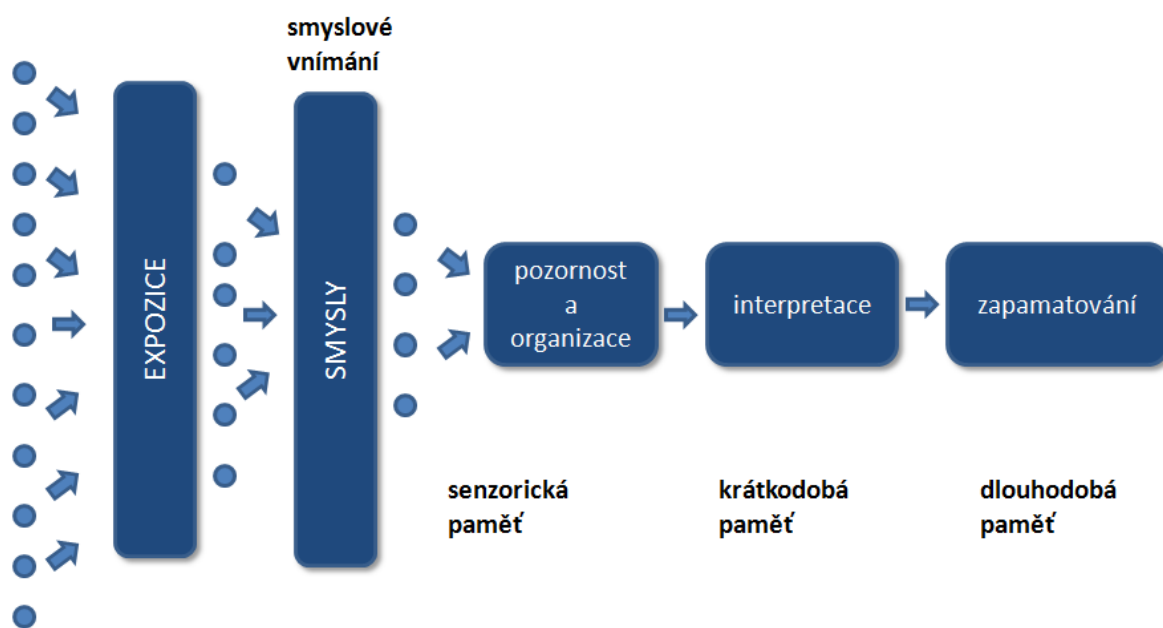 smyslové
vnímání
EXPOZICE
SMYSLY
pozornost
a
organizace
interpretace
zapamatování
senzorická
paměť
krátkodobá
paměť
dlouhodobá
paměť